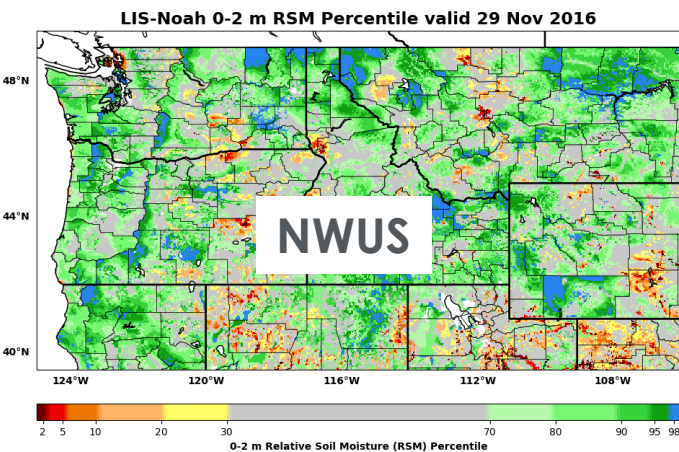 LIS-Noah 0-2 m RSM Percentile valid 29 Nov 2016
48°N
44°N
NWUS
40°N
124°W 120°W 116°W 112°W 108°W
2 5 10 20 30 70 80 90 95 98
0-2 m Relative Soil Moisture (RSM) Percentile